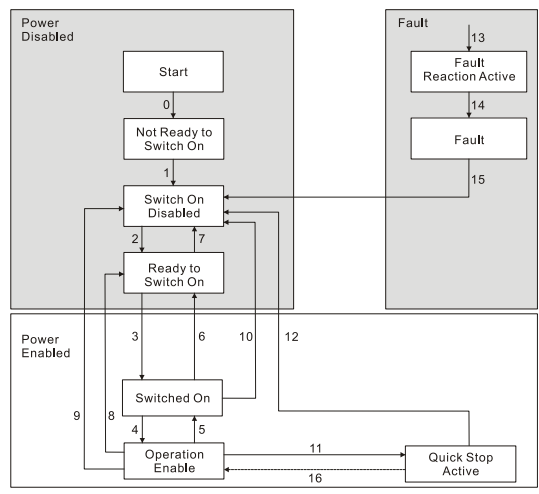 Power
Disabled
Fault
13
Start
Fault
Reaction Active
0
14
Not Ready to
Switch On
Fault
1
15
Switch On
Disabled
2
7
Ready to
Switch On
Power
Enabled
3
6
10
12
Switched On
9
8
4
5
11
Operation
Enable
Quick Stop
Active
16